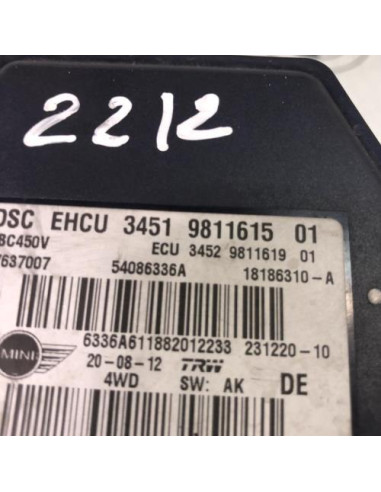 2212
DSC EHCU 3451 9811615 01
BC450V ECU 3452 9811619 01
7637007 54086336A 18186310-A
MINI 6336A611882012233 231220-10
20-08-12 TRW
4WD SW: AK DE